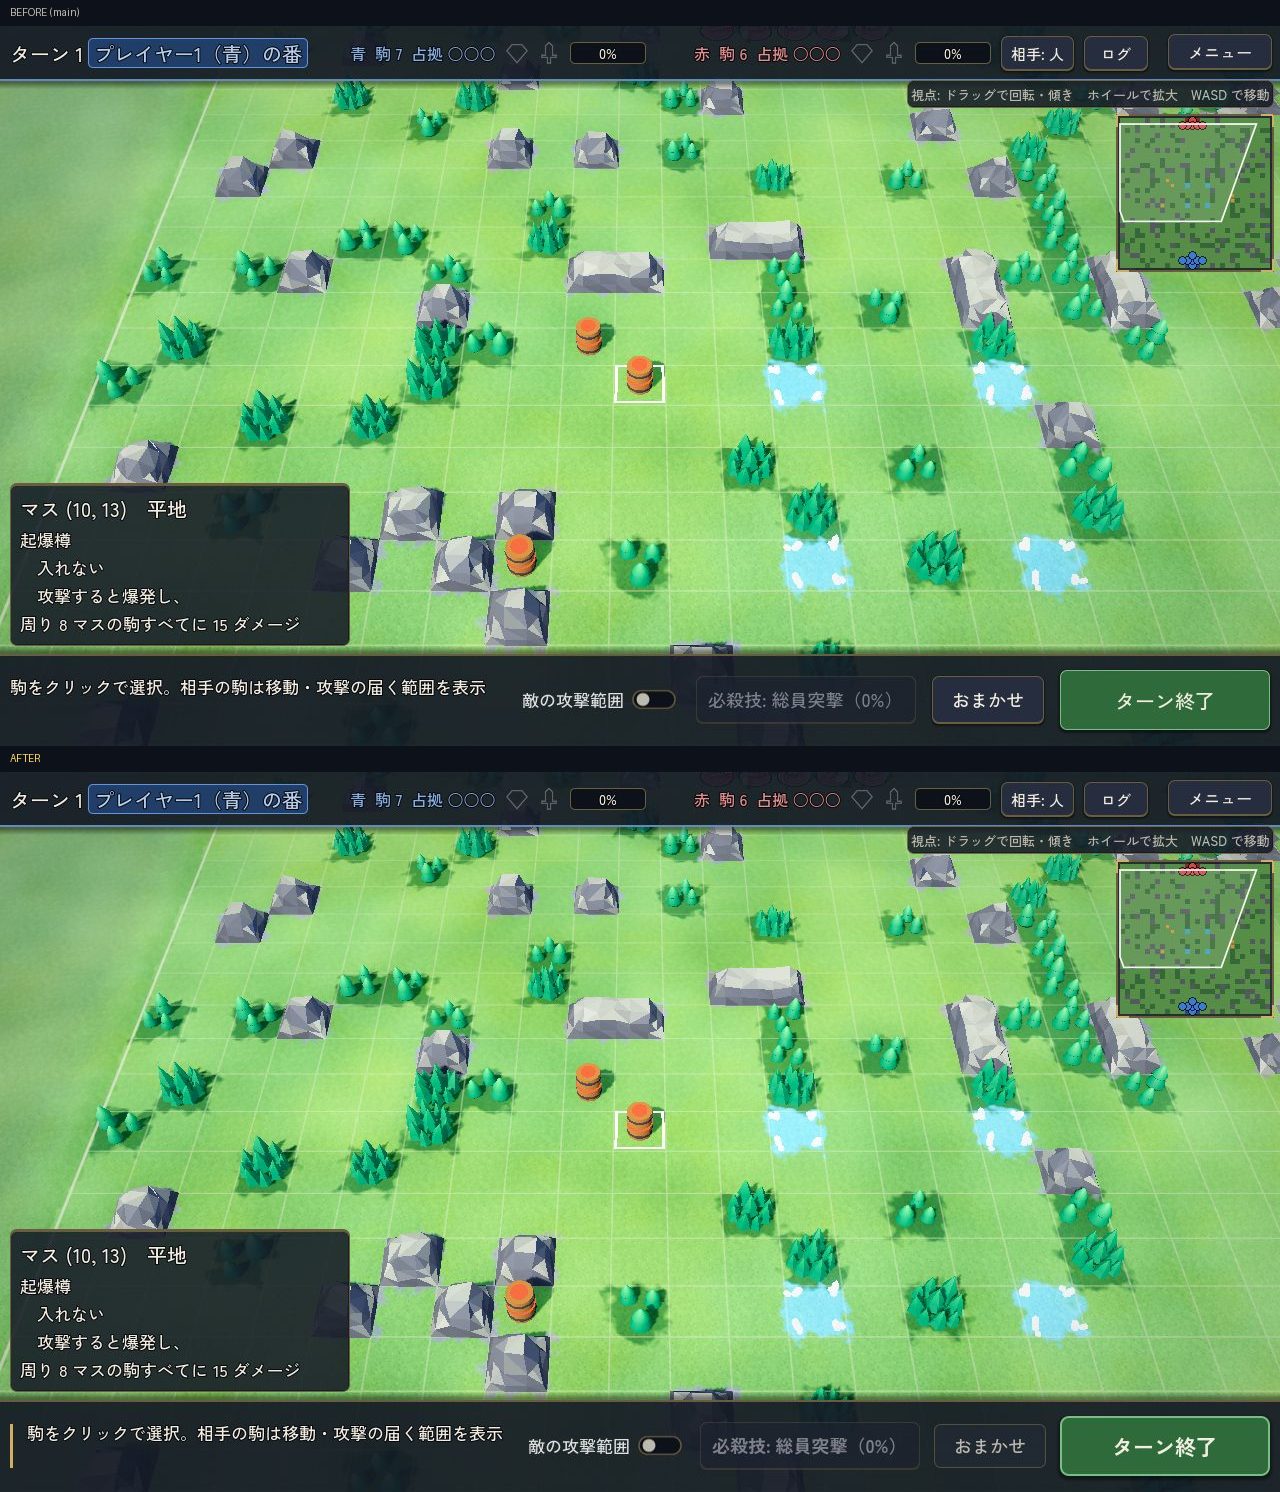 BEFORE (main)
ターン 1 プレイヤー1（青）の番 青 駒 7 占拠 ○○○ 0% 赤 駒 6 占拠 ○○○ 0% 相手: 人 ログ メニュー
視点: ドラッグで回転・傾き ホイールで拡大 WASD で移動
マス (10, 13) 平地
起爆樽
入れない
攻撃すると爆発し、
周り 8 マスの駒すべてに 15 ダメージ
駒をクリックで選択。相手の駒は移動・攻撃の届く範囲を表示 敵の攻撃範囲 必殺技: 総員突撃（0%） おまかせ ターン終了
AFTER
ターン 1 プレイヤー1（青）の番 青 駒 7 占拠 ○○○ 0% 赤 駒 6 占拠 ○○○ 0% 相手: 人 ログ メニュー
視点: ドラッグで回転・傾き ホイールで拡大 WASD で移動
マス (10, 13) 平地
起爆樽
入れない
攻撃すると爆発し、
周り 8 マスの駒すべてに 15 ダメージ
駒をクリックで選択。相手の駒は移動・攻撃の届く範囲を表示 敵の攻撃範囲 必殺技: 総員突撃（0%） おまかせ ターン終了